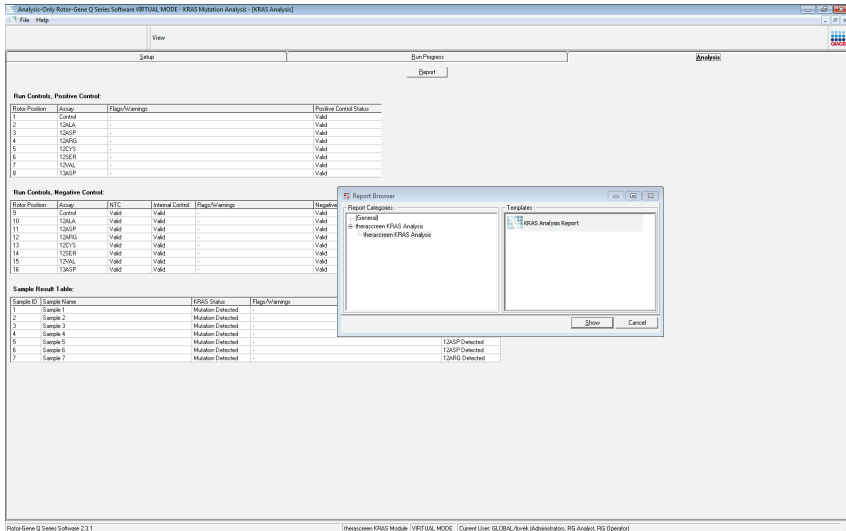 Analysis-Only Rotor-Gene Q Series Software VIRTUAL MODE - KRAS Mutation Analysis - [KRAS Analysis]
File Help
View
QIAGEN
Setup Run Progress Analysis
Report
Run Controls, Positive Control:
Rotor Position Assay Flags/Warnings Positive Control Status
1 Control - Valid
2 12ALA - Valid
3 12ASP - Valid
4 12ARG - Valid
5 12CYS - Valid
6 12SER - Valid
7 12VAL - Valid
8 13ASP - Valid
Run Controls, Negative Control:
Rotor Position Assay NTC Internal Control Flags/Warnings Negative
9 Control Valid Valid - Valid
10 12ALA Valid Valid - Valid
11 12ASP Valid Valid - Valid
12 12ARG Valid Valid - Valid
13 12CYS Valid Valid - Valid
14 12SER Valid Valid - Valid
15 12VAL Valid Valid - Valid
16 13ASP Valid Valid - Valid
Report Browser
Report Categories : Templates :
(General)
therascreen KRAS Analysis
therascreen KRAS Analysis
KRAS Analysis Report
Show Cancel
Sample Result Table:
Sample ID Sample Name KRAS Status Flags/Warnings
1 Sample 1 Mutation Detected -
2 Sample 2 Mutation Detected -
3 Sample 3 Mutation Detected -
4 Sample 4 Mutation Detected -
5 Sample 5 Mutation Detected - 12ASP Detected
6 Sample 6 Mutation Detected - 12ASP Detected
7 Sample 7 Mutation Detected - 12ARG Detected
Rotor-Gene Q Series Software 2.3.1 therascreen KRAS Module VIRTUAL MODE Current User: GLOBAL/lovek (Administrators, RG Analyst, RG Operator)